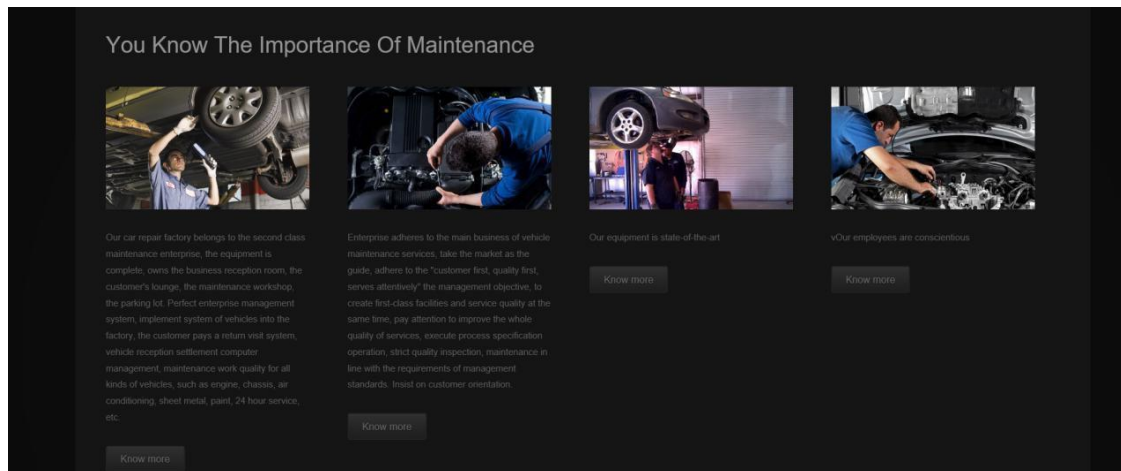 You Know The Importance Of Maintenance
Our car repair factory belongs to the second class
maintenance enterprise, the equipment is
complete, owns the business reception room, the
customer's lounge, the maintenance workshop,
the parking lot. Perfect enterprise management
system, implement system of vehicles into the
factory, the customer pays a return visit system,
vehicle reception settlement computer
management, maintenance work quality for all
kinds of vehicles, such as engine, chassis, air
conditioning, sheet metal, paint, 24 hour service,
etc.
Know more
Enterprise adheres to the main business of vehicle
maintenance services, take the market as the
guide, adhere to the "customer first, quality first,
serves attentively" the management objective, to
create first-class facilities and service quality at the
same time, pay attention to improve the whole
quality of services, execute process specification
operation, strict quality inspection, maintenance in
line with the requirements of management
standards. Insist on customer orientation.
Know more
Our equipment is state-of-the-art
Know more
vOur employees are conscientious
Know more